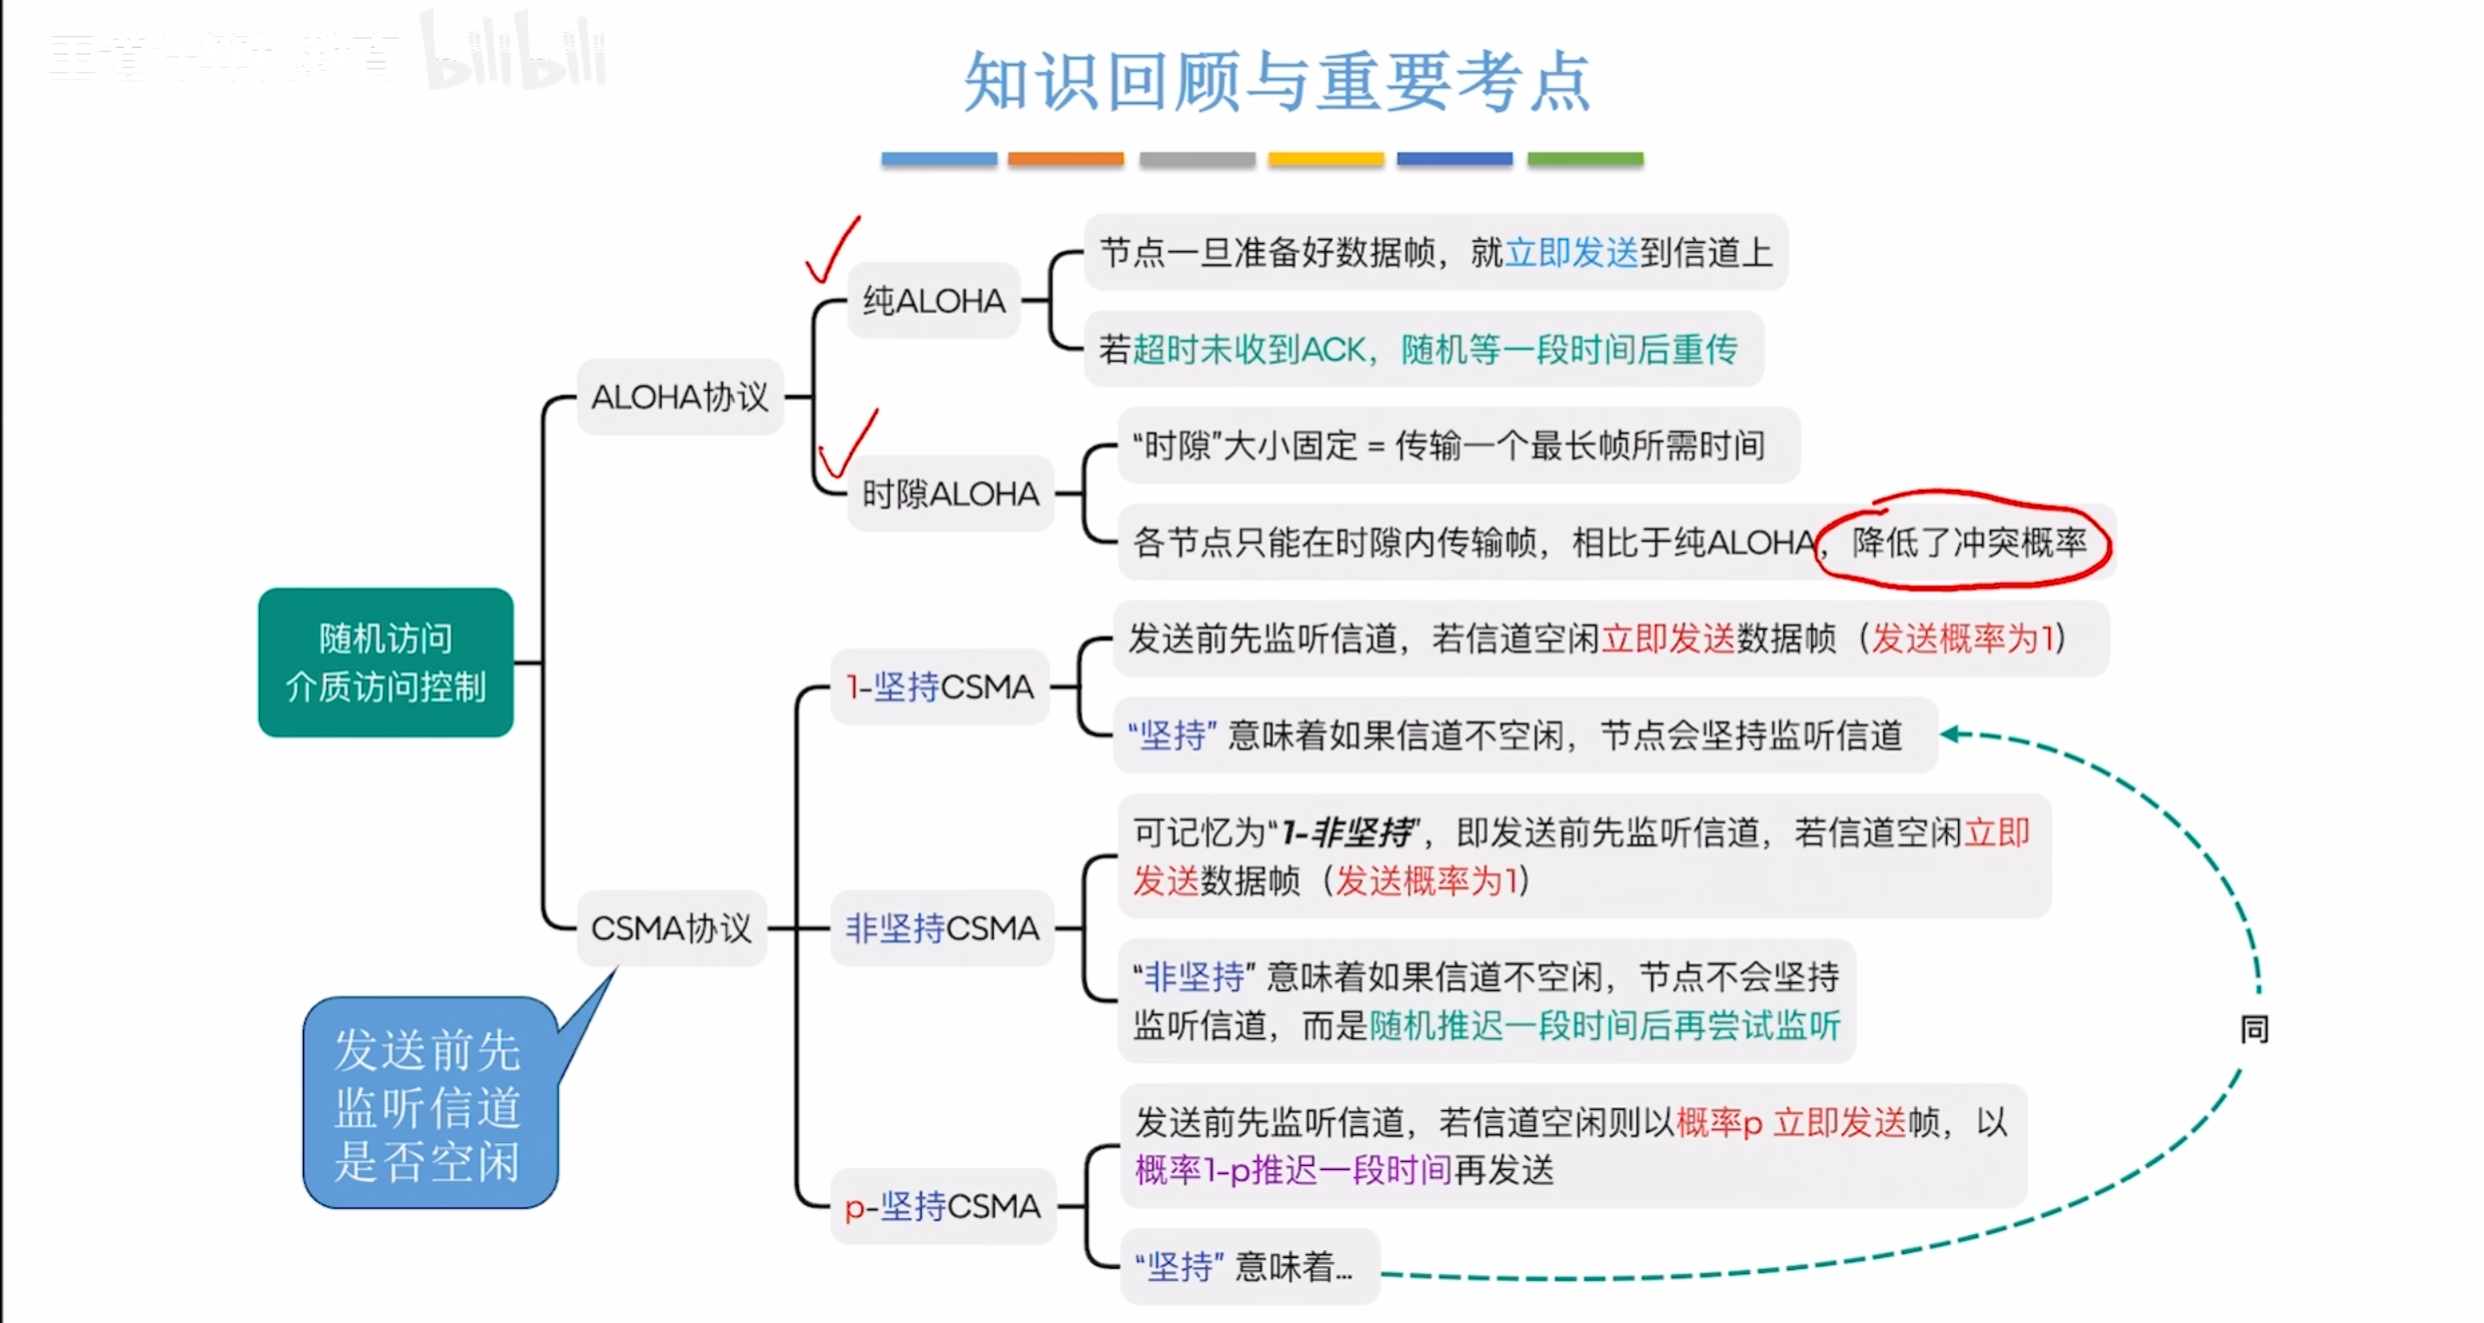 bilibili
知识回顾与重要考点
随机访问
介质访问控制
ALOHA协议
纯ALOHA
节点一旦准备好数据帧，就立即发送到信道上
若超时未收到ACK，随机等一段时间后重传
时隙ALOHA
“时隙”大小固定 = 传输一个最长帧所需时间
各节点只能在时隙内传输帧，相比于纯ALOHA，降低了冲突概率
CSMA协议
发送前先
监听信道
是否空闲
1-坚持CSMA
发送前先监听信道，若信道空闲立即发送数据帧（发送概率为1）
“坚持” 意味着如果信道不空闲，节点会坚持监听信道
非坚持CSMA
可记忆为“1-非坚持”，即发送前先监听信道，若信道空闲立即
发送数据帧（发送概率为1）
“非坚持” 意味着如果信道不空闲，节点不会坚持
监听信道，而是随机推迟一段时间后再尝试监听
p-坚持CSMA
发送前先监听信道，若信道空闲则以概率p 立即发送帧，以
概率1-p推迟一段时间再发送
“坚持” 意味着...
同